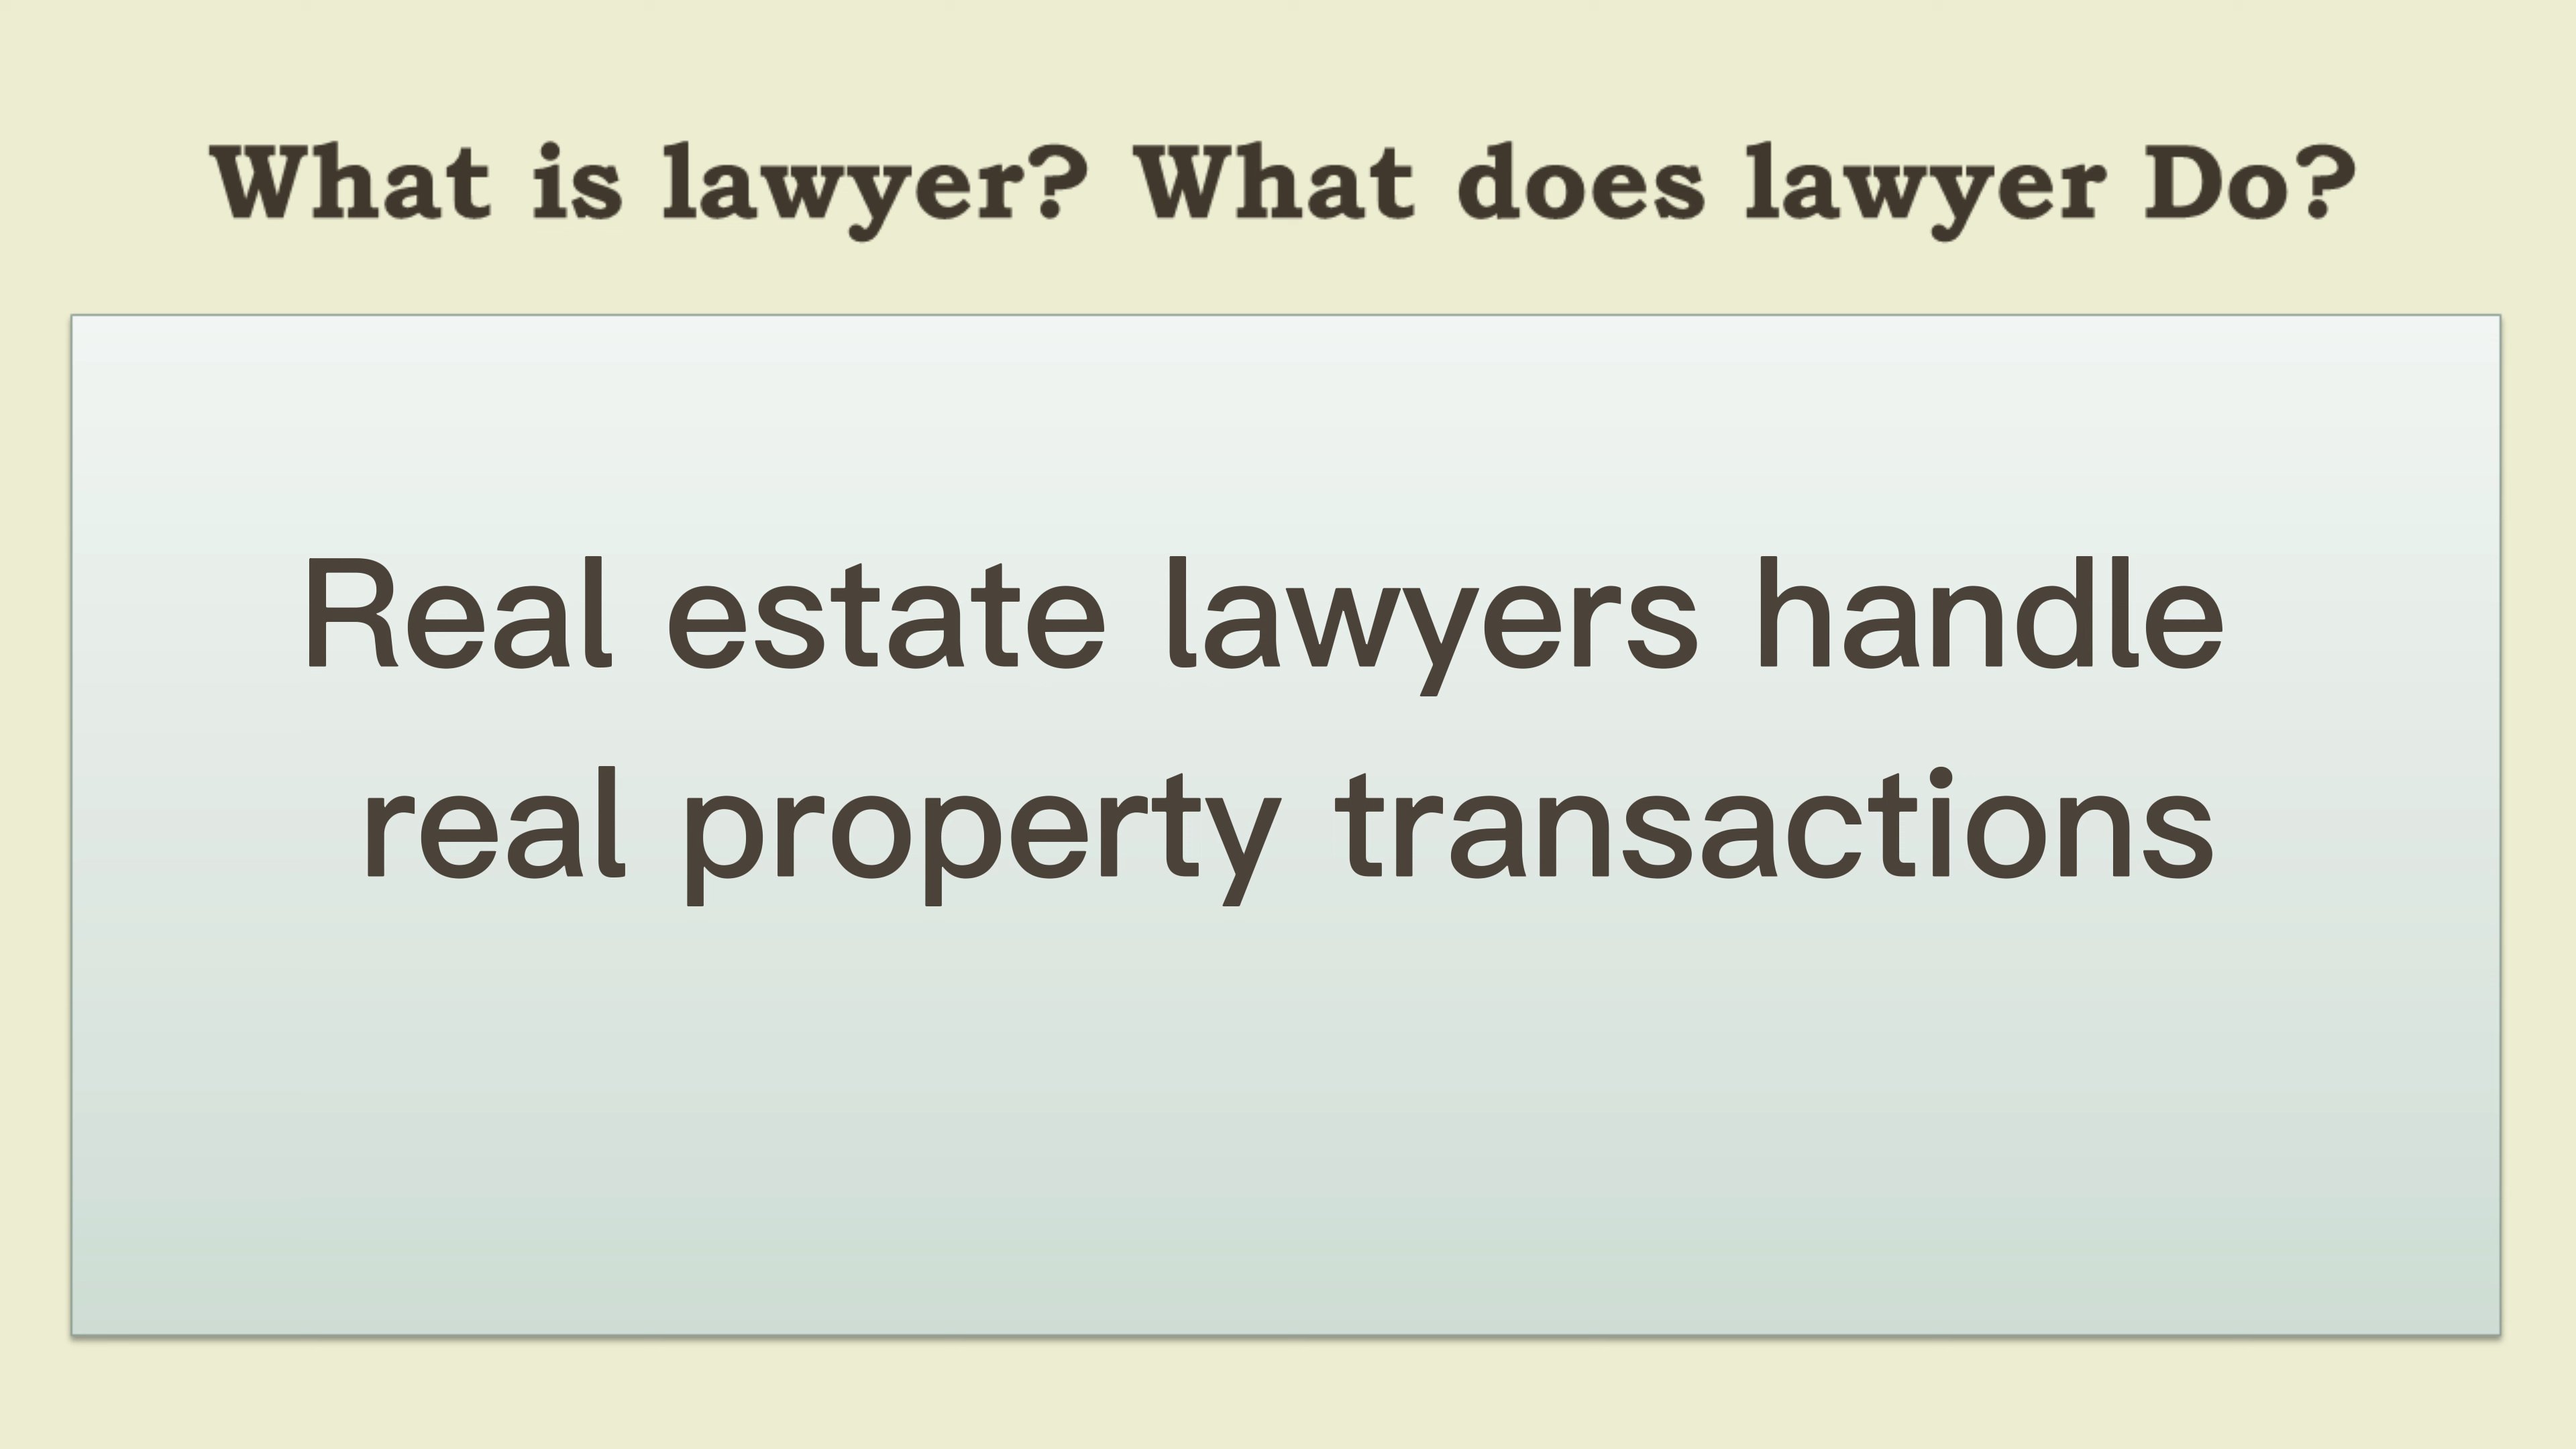 What is lawyer? What does lawyer Do?
Real estate lawyers handle
real property transactions